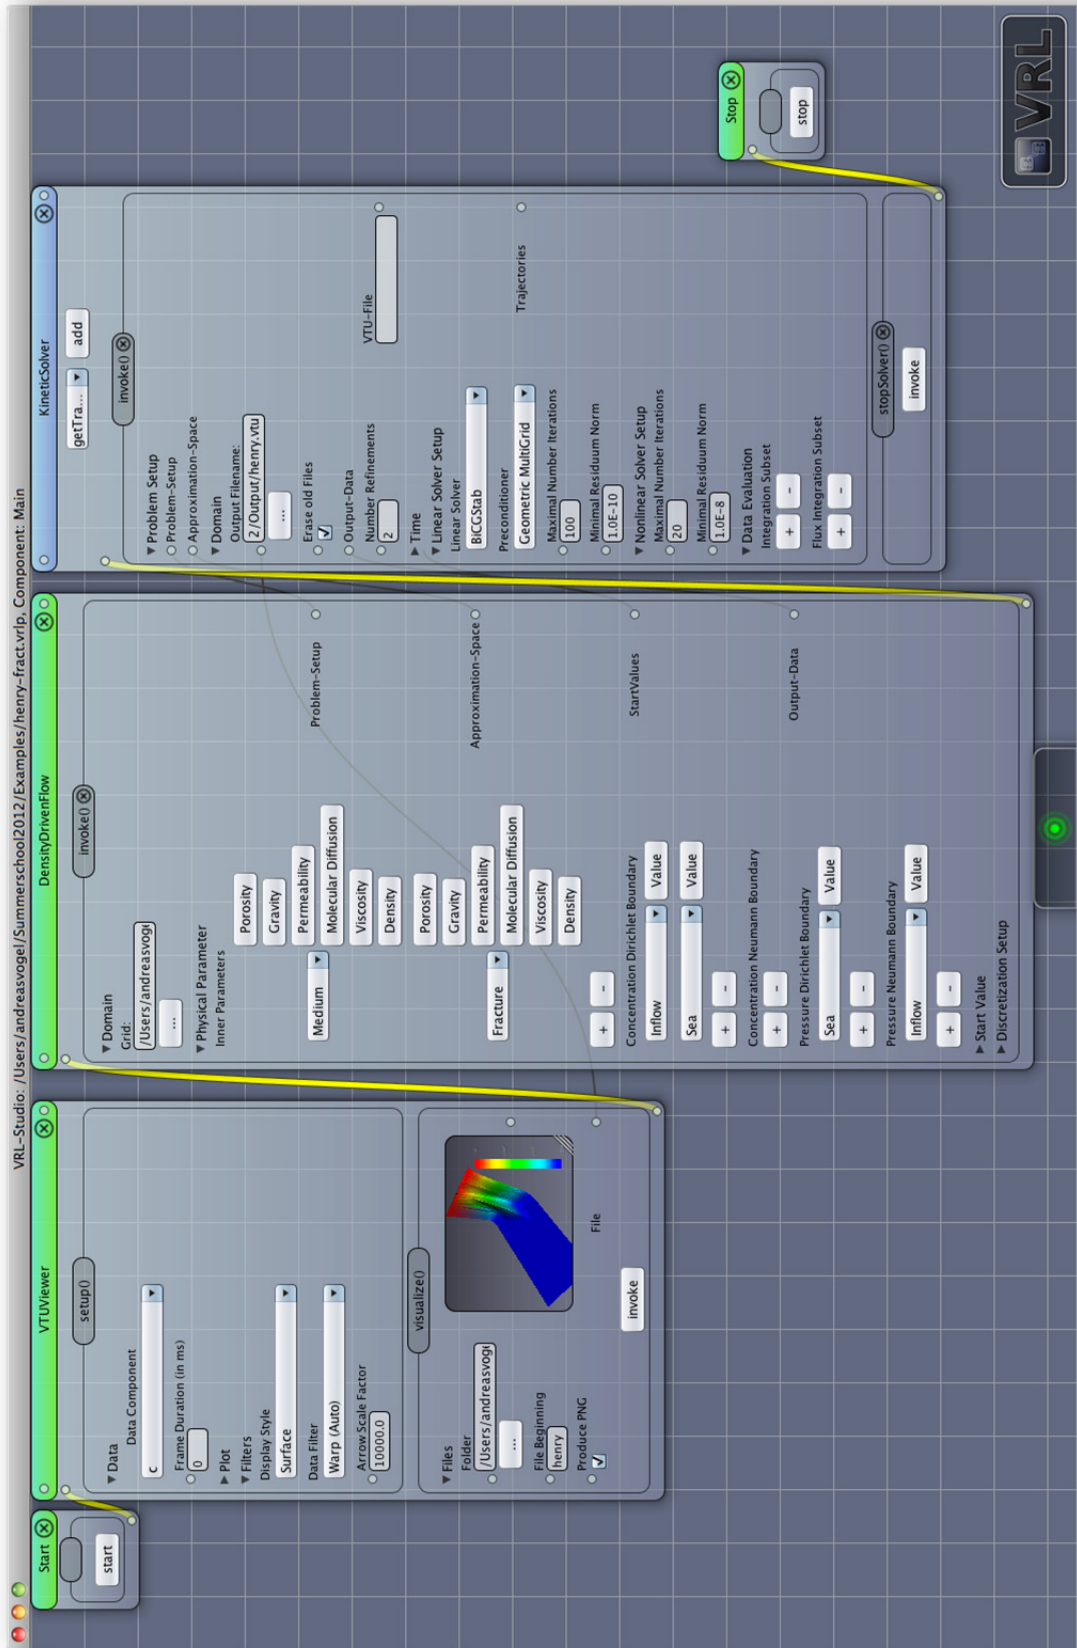 VRL-Studio: /Users/andreasvogel/Summerschool2012/Examples/henry-fract.vrlp, Component: Main
Start
start
VTUViewer
setup()
Data
Data Component
c
Frame Duration (in ms)
0
Plot
Filters
Display Style
Surface
Data Filter
Warp (Auto)
Arrow Scale Factor
10000.0
visualize()
Files
Folder
/Users/andreasvoge
...
File Beginning
henry
Produce PNG
File
invoke
DensityDrivenFlow
invoke()
Domain
Grid:
/Users/andreasvoge
...
Physical Parameter
Inner Parameters
Medium
Porosity
Gravity
Permeability
Molecular Diffusion
Viscosity
Density
Fracture
Porosity
Gravity
Permeability
Molecular Diffusion
Viscosity
Density
+ -
Concentration Dirichlet Boundary
Inflow Value
Sea Value
+ -
Concentration Neumann Boundary
+ -
Pressure Dirichlet Boundary
Sea Value
+ -
Pressure Neumann Boundary
Inflow Value
+ -
Start Value
Discretization Setup
Problem-Setup
Approximation-Space
StartValues
Output-Data
KineticSolver
getTra... add
invoke()
Problem Setup
Problem-Setup
Approximation-Space
Domain
Output Filename:
2/Output/henry.vtu
...
Erase old Files
Output-Data
Number Refinements
2
Time
Linear Solver Setup
Linear Solver
BiCGStab
Preconditioner
Geometric MultiGrid
Maximal Number Iterations
100
Minimal Residuum Norm
1.0E-10
Nonlinear Solver Setup
Maximal Number Iterations
20
Minimal Residuum Norm
1.0E-8
Data Evaluation
Integration Subset
+ -
Flux Integration Subset
+ -
VTU-File
Trajectories
stopSolver()
invoke
Stop
stop
VRL